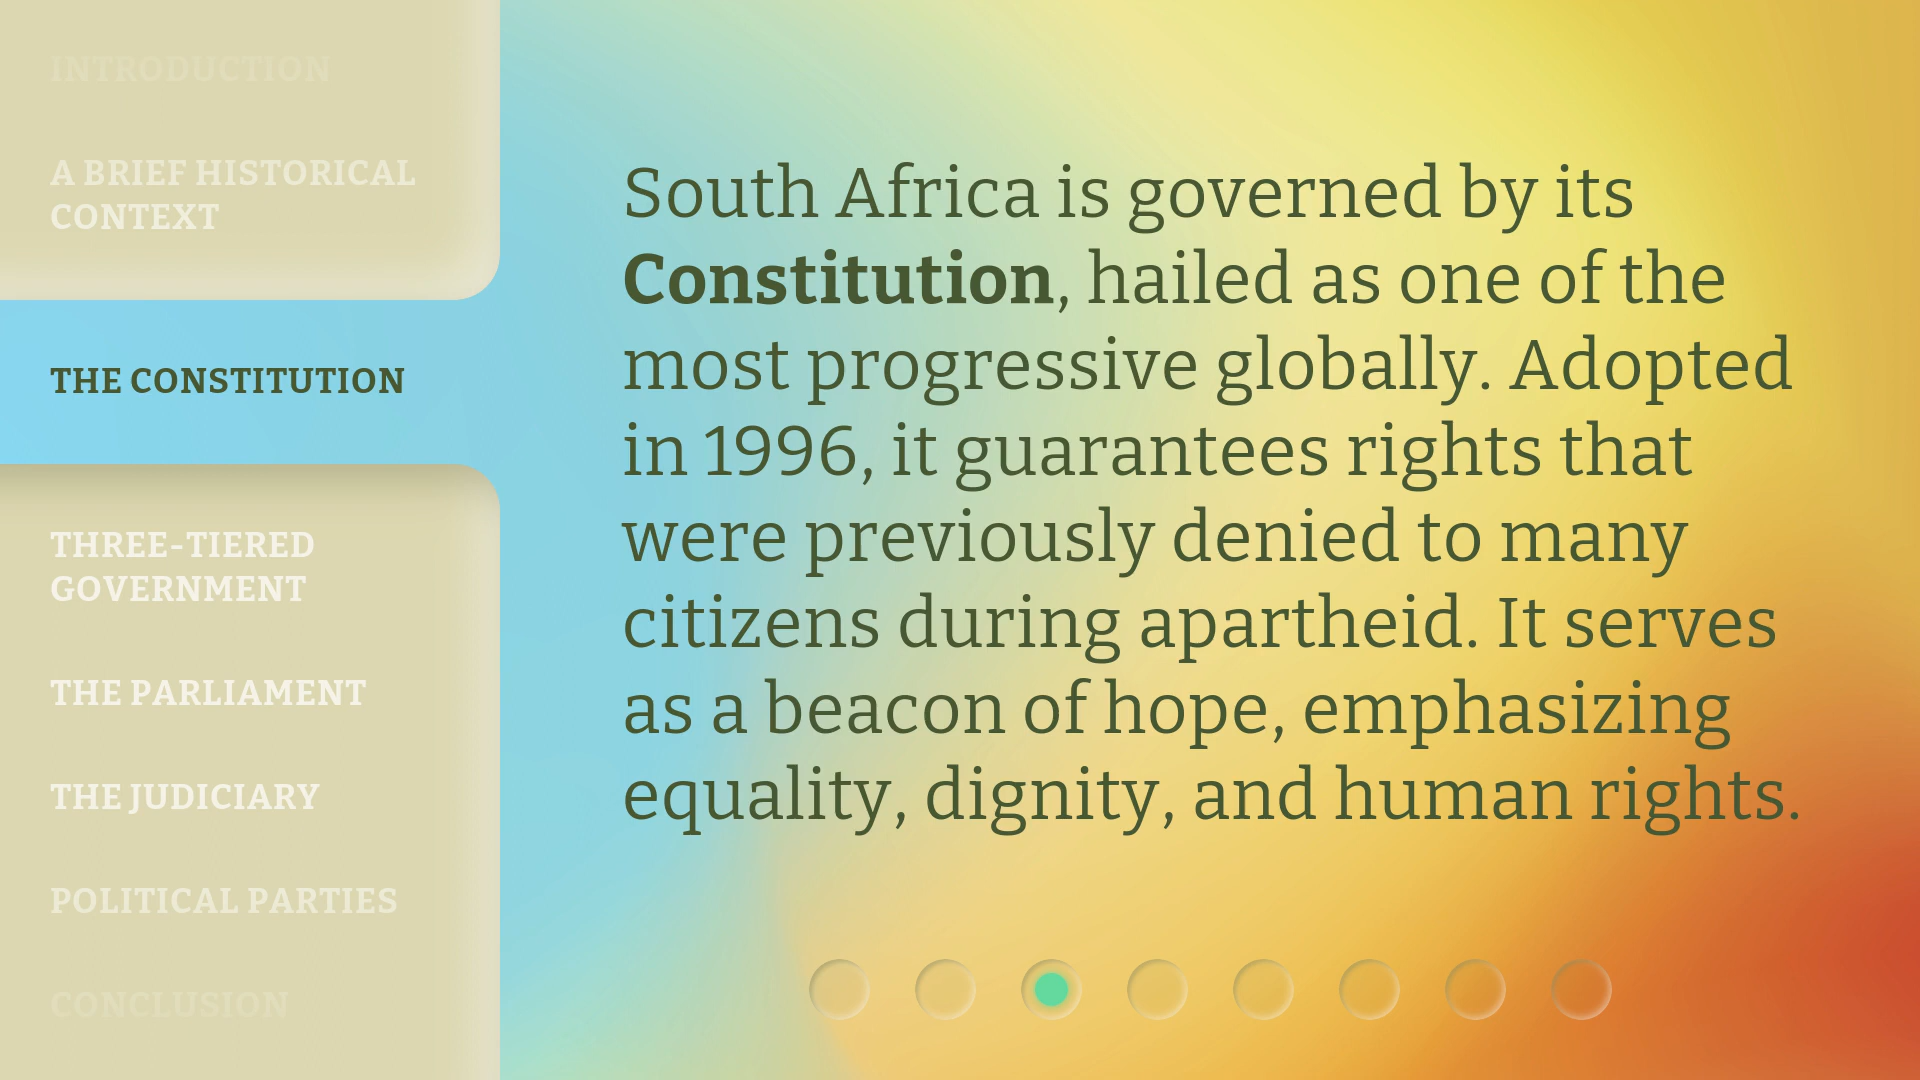 INTRODUCTION
A BRIEF HISTORICAL
CONTEXT
THE CONSTITUTION
THREE-TIERED
GOVERNMENT
THE PARLIAMENT
THE JUDICIARY
POLITICAL PARTIES
CONCLUSION
South Africa is governed by its
Constitution, hailed as one of the
most progressive globally. Adopted
in 1996, it guarantees rights that
were previously denied to many
citizens during apartheid. It serves
as a beacon of hope, emphasizing
equality, dignity, and human rights.